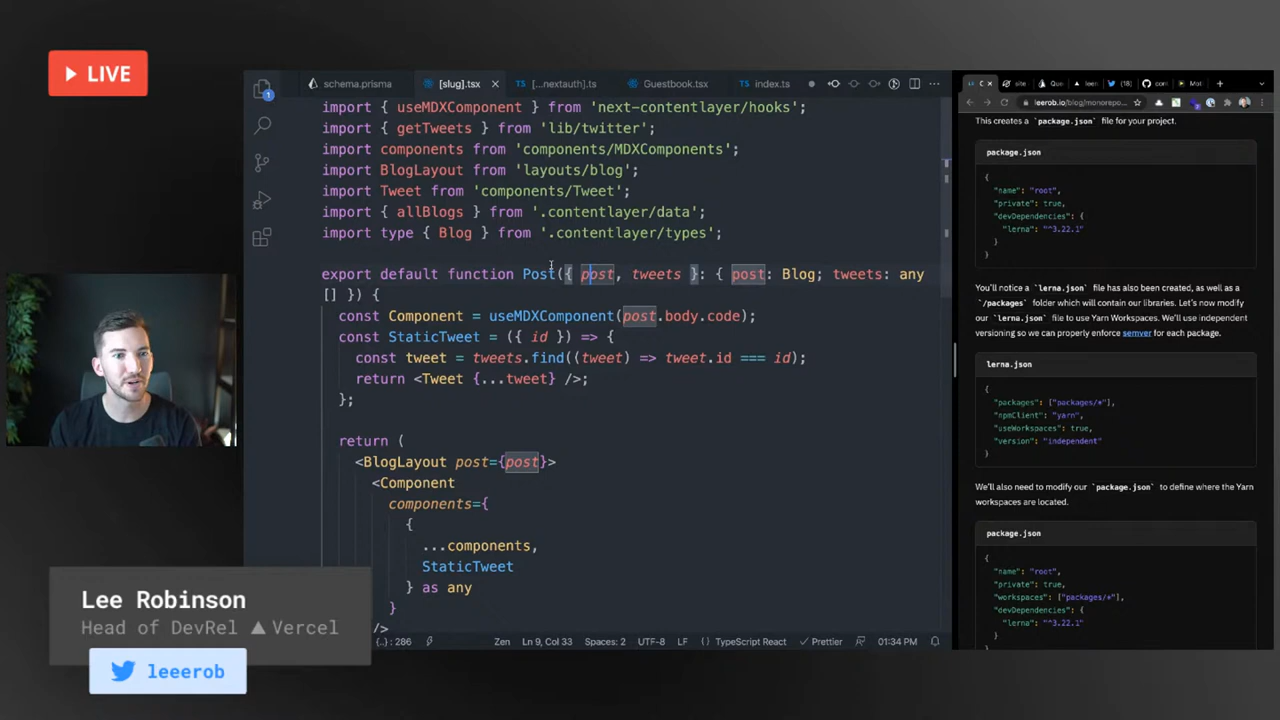 LIVE
schema.prisma
[slug].tsx
[...nextauth].ts
Guestbook.tsx
index.ts
1
import { useMDXComponent } from 'next-contentlayer/hooks';
import { getTweets } from 'lib/twitter';
import components from 'components/MDXComponents';
import BlogLayout from 'layouts/blog';
import Tweet from 'components/Tweet';
import { allBlogs } from '.contentlayer/data';
import type { Blog } from '.contentlayer/types';
export default function Post({ post, tweets }: { post: Blog; tweets: any
[] }) {
const Component = useMDXComponent(post.body.code);
const StaticTweet = ({ id }) => {
const tweet = tweets.find((tweet) => tweet.id === id);
return <Tweet {...tweet} />;
};
return (
<BlogLayout post={post}>
<Component
components={
{
...components,
StaticTweet
} as any
}
/>
{..}: 286
Zen
Ln 9, Col 33
Spaces: 2
UTF-8
LF
TypeScript React
Prettier
01:34 PM
site
Que
leer
(18)
leerob.io/blog/monorepo...
This creates a `package.json` file for your project.
package.json
{
"name": "root",
"private": true,
"devDependencies": {
"lerna": "^3.22.1"
}
}
You'll notice a `lerna.json` file has also been created, as well as a
`/packages` folder which will contain our libraries. Let's now modify
our `lerna.json` file to use Yarn Workspaces. We'll use independent
versioning so we can properly enforce semver for each package.
lerna.json
{
"packages": ["packages/*"],
"npmClient": "yarn",
"useWorkspaces": true,
"version": "independent"
}
We'll also need to modify our `package.json` to define where the Yarn
workspaces are located.
package.json
{
"name": "root",
"private": true,
"workspaces": ["packages/*"],
"devDependencies": {
"lerna": "^3.22.1"
}
Lee Robinson
Head of DevRel ▲ Vercel
leeerob